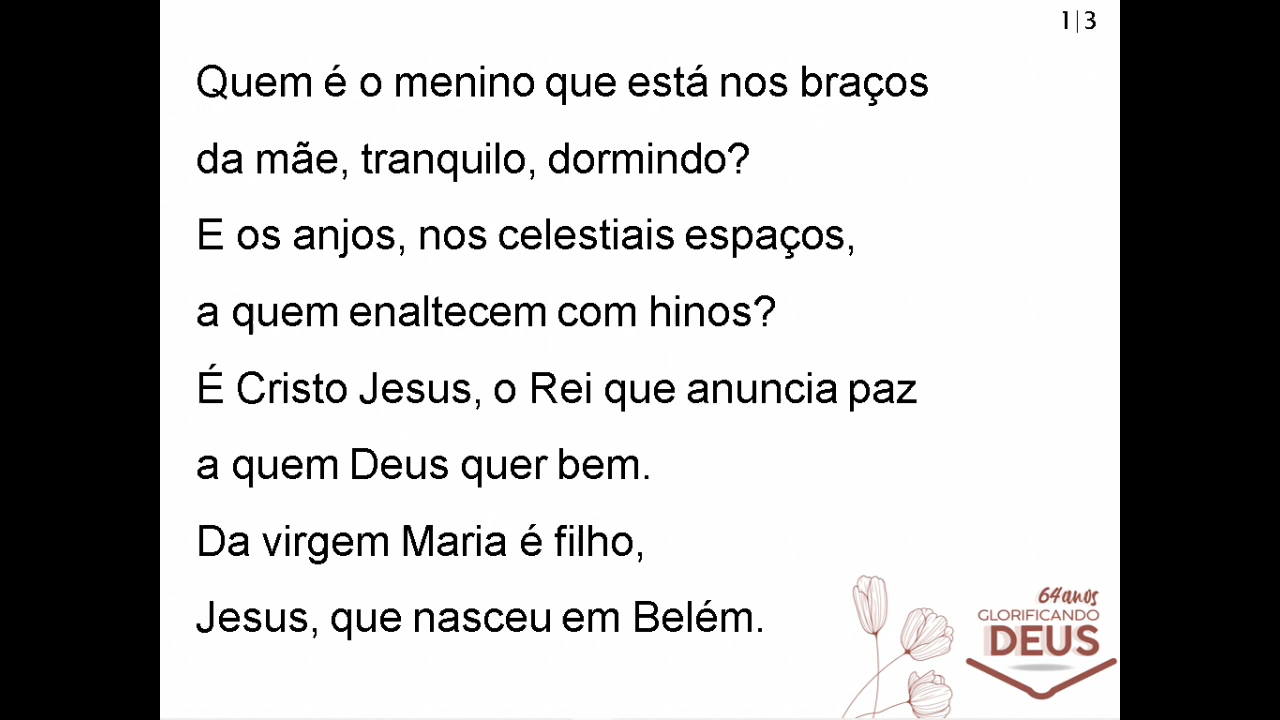 1|3
Quem é o menino que está nos braços
da mãe, tranquilo, dormindo?
E os anjos, nos celestiais espaços,
a quem enaltecem com hinos?
É Cristo Jesus, o Rei que anuncia paz
a quem Deus quer bem.
Da virgem Maria é filho,
Jesus, que nasceu em Belém.
64 anos
GLORIFICANDO
DEUS